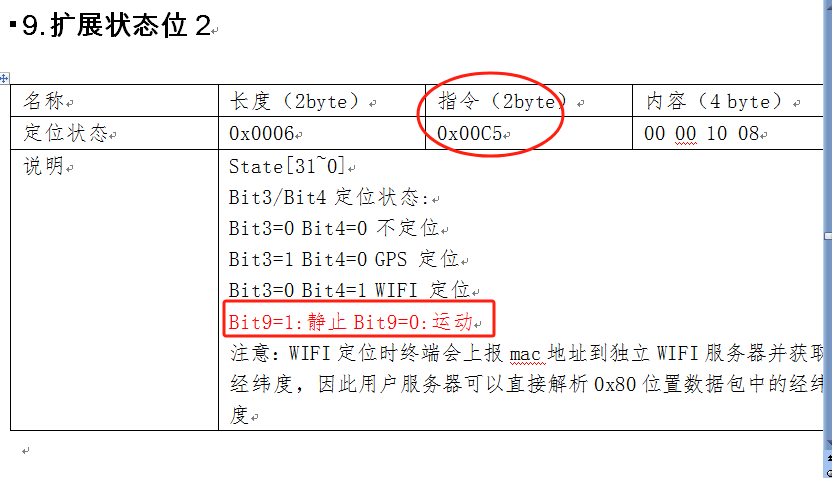 9.扩展状态位 2
名称 长度（2byte） 指令（2byte） 内容（4 byte）
定位状态 0x0006 0x00C5 00 00 10 08
说明 State[31~0]
Bit3/Bit4 定位状态:
Bit3=0 Bit4=0 不定位
Bit3=1 Bit4=0 GPS 定位
Bit3=0 Bit4=1 WIFI 定位
Bit9=1:静止 Bit9=0:运动
注意：WIFI 定位时终端会上报 mac 地址到独立 WIFI 服务器并获取
经纬度，因此用户服务器可以直接解析 0x80 位置数据包中的经纬
度